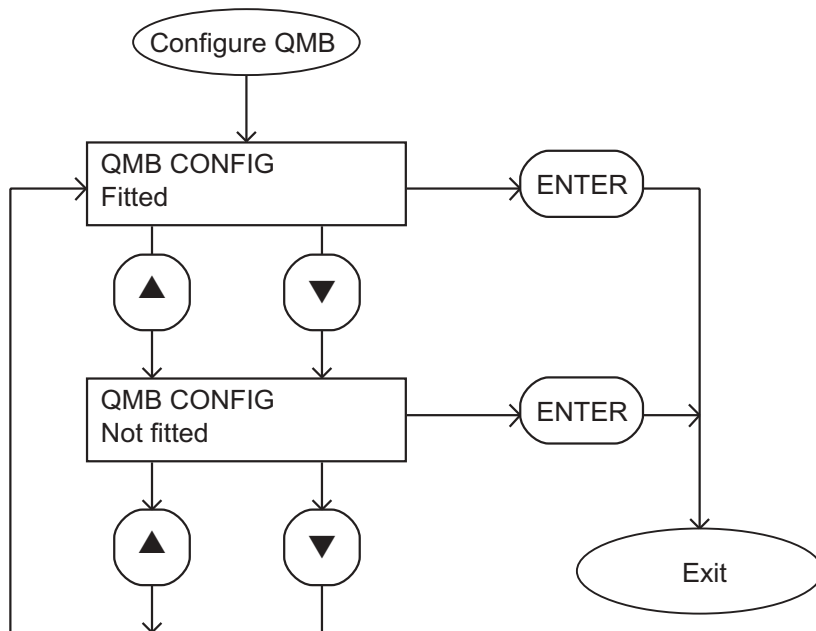 Configure QMB
QMB CONFIG
Fitted
ENTER
▲
▼
QMB CONFIG
Not fitted
ENTER
▲
▼
Exit